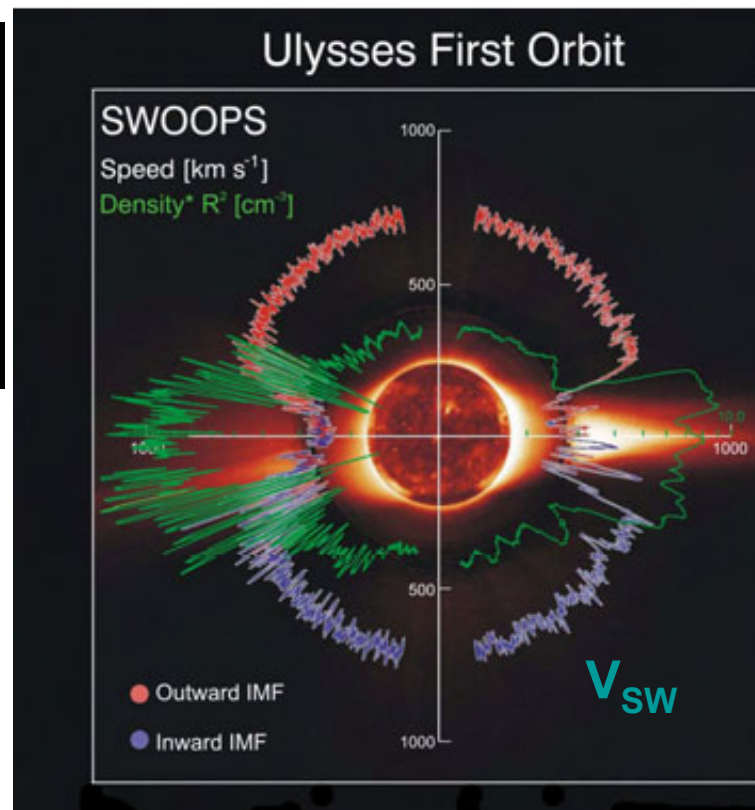 Ulysses First Orbit
SWOOPS
Speed [km s⁻¹]
Density* R² [cm⁻³]
1000
500
10.0
1000
1000
500
1000
Outward IMF
Inward IMF
V_SW